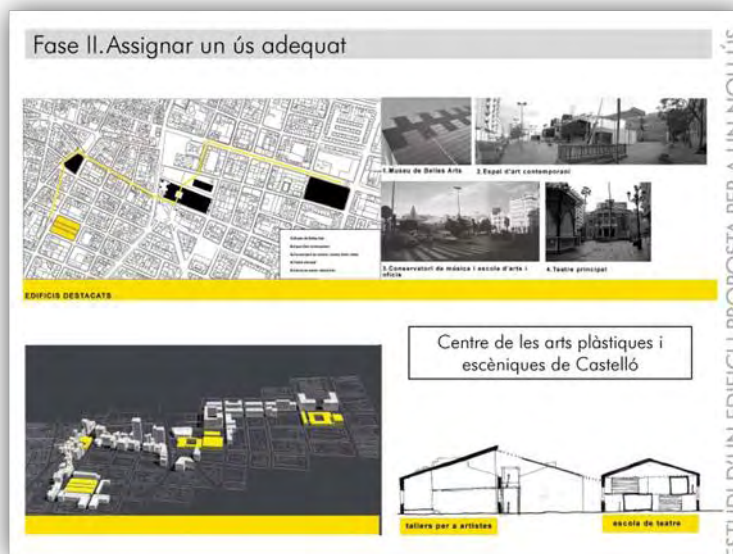 Fase II.Assignar un ús adequat
1.Museu de Belles Arts
2.Espai d'art contemporani
3.Conservatori de música i escola d'arts i
oficis
4.Teatre principal
EDIFICIS DESTACATS
Centre de les arts plàstiques i
escèniques de Castelló
tallers per a artistes
escola de teatre
ESTUDI D'UN EDIFICI I PROPOSTA PER A UN NOU ÚS